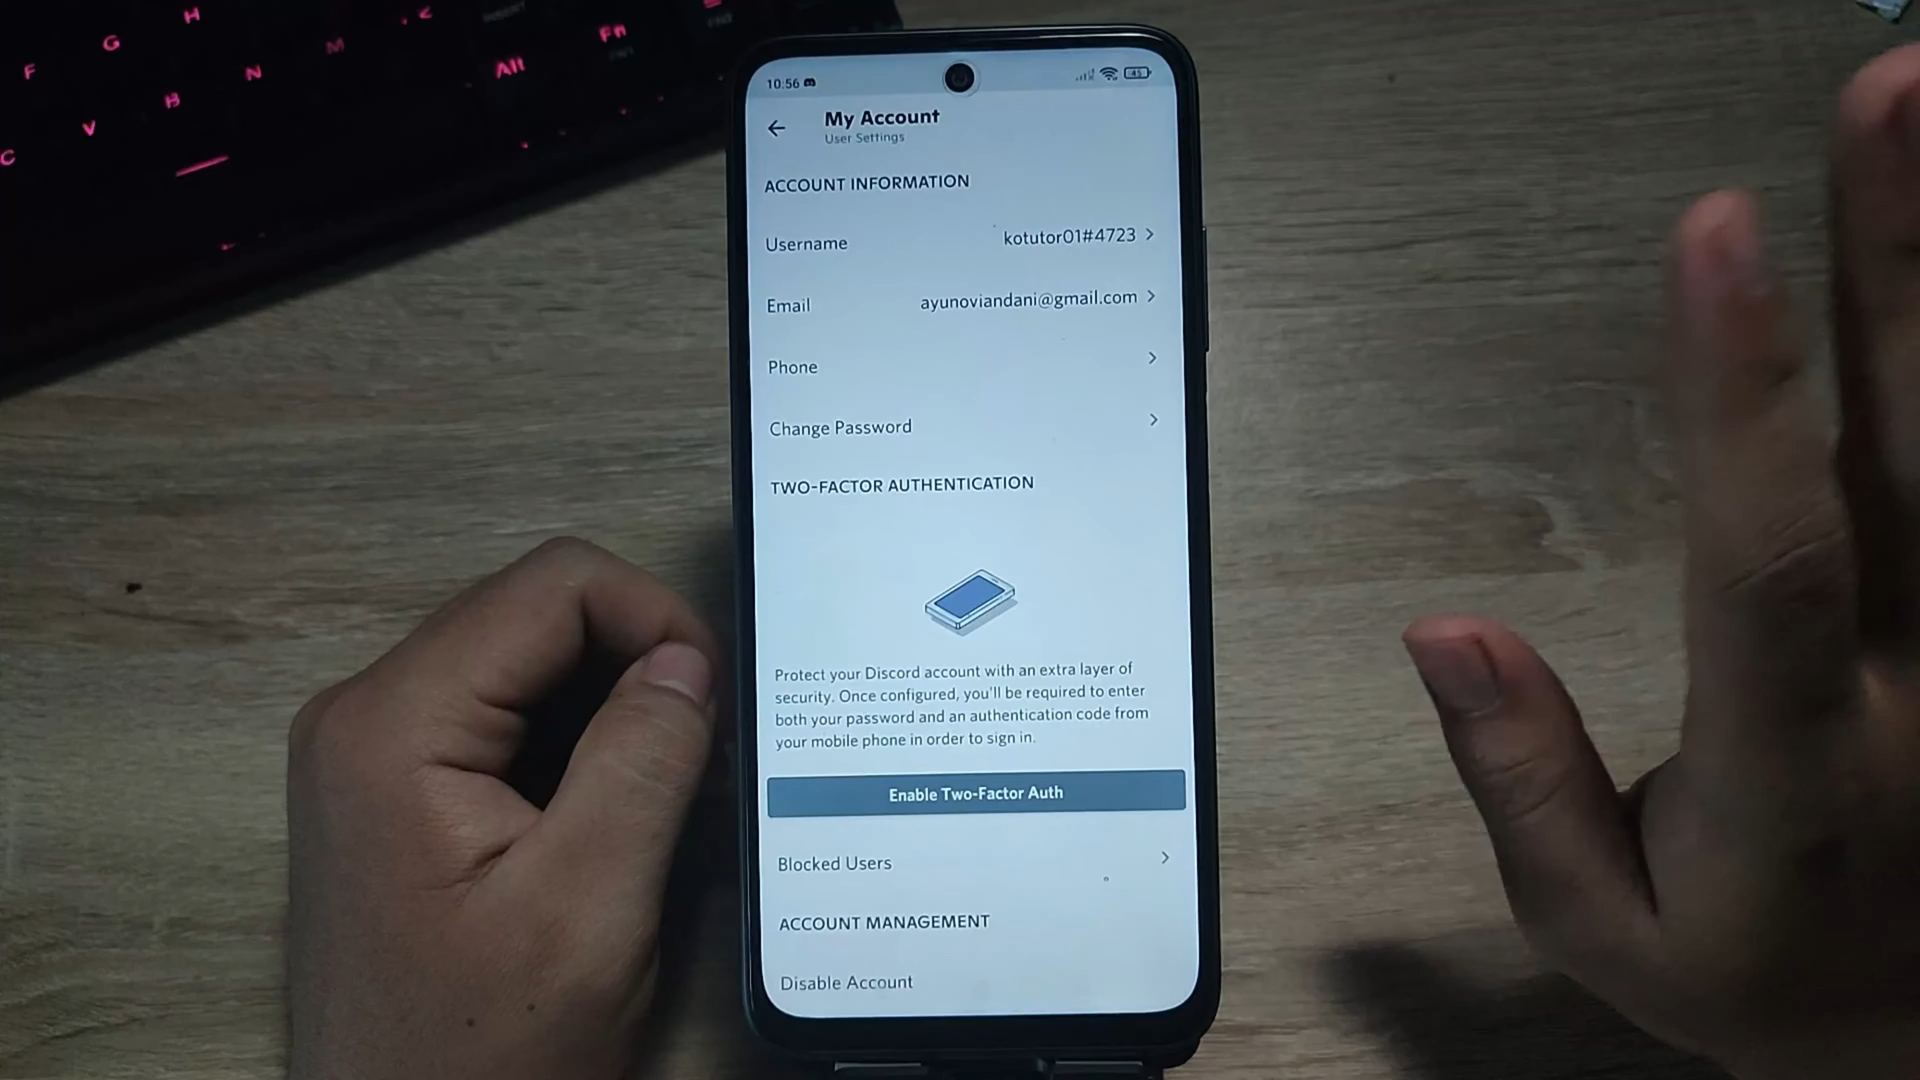 H
G
F
N
M
<
B
V
C
Alt
Fn
10:56
45
My Account
User Settings
ACCOUNT INFORMATION
Username kotutor01#4723
Email ayunoviandani@gmail.com
Phone
Change Password
TWO-FACTOR AUTHENTICATION
Protect your Discord account with an extra layer of
security. Once configured, you'll be required to enter
both your password and an authentication code from
your mobile phone in order to sign in.
Enable Two-Factor Auth
Blocked Users
ACCOUNT MANAGEMENT
Disable Account